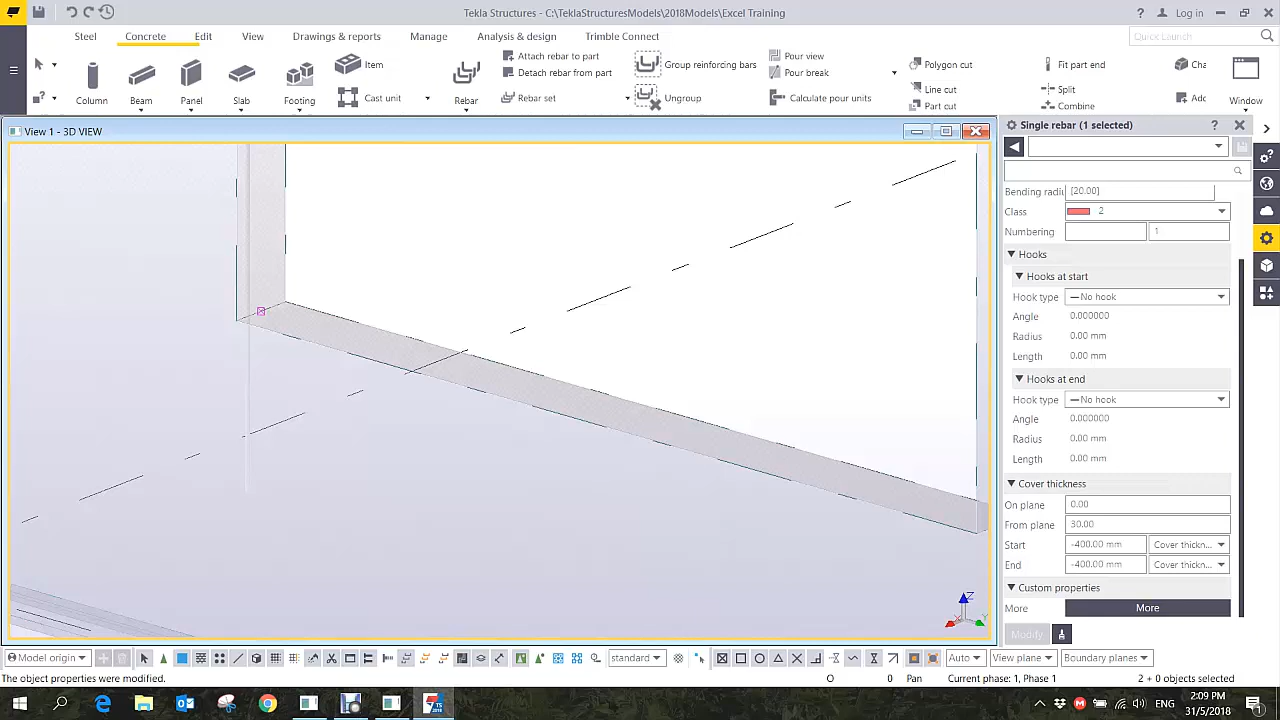 Tekla Structures - C:\TeklaStructuresModels\2018Models\Excel Training
Log in
Steel
Concrete
Edit
View
Drawings & reports
Manage
Analysis & design
Trimble Connect
Quick Launch
Column
Beam
Panel
Slab
Footing
Item
Cast unit
Rebar
Attach rebar to part
Detach rebar from part
Rebar set
Group reinforcing bars
Ungroup
Pour view
Pour break
Calculate pour units
Polygon cut
Line cut
Part cut
Fit part end
Split
Combine
Cha
Add
Window
View 1 - 3D VIEW
Single rebar (1 selected)
Bending radiu
[20.00]
Class
2
Numbering
1
Hooks
Hooks at start
Hook type
No hook
Angle
0.000000
Radius
0.00 mm
Length
0.00 mm
Hooks at end
Hook type
No hook
Angle
0.000000
Radius
0.00 mm
Length
0.00 mm
Cover thickness
On plane
0.00
From plane
30.00
Start
-400.00 mm
Cover thickn...
End
-400.00 mm
Cover thickn...
Custom properties
More
More
Modify
Z
X
Y
Model origin
standard
Auto
View plane
Boundary planes
The object properties were modified.
O
0
Pan
Current phase: 1, Phase 1
2 + 0 objects selected
ENG
2:09 PM
31/5/2018